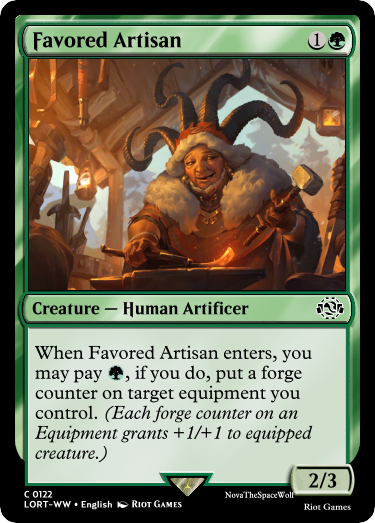 Favored Artisan 1
Creature — Human Artificer
When Favored Artisan enters, you
may pay , if you do, put a forge
counter on target equipment you
control. (Each forge counter on an
Equipment grants +1/+1 to equipped
creature.)
2/3
C 0122
LORT-WW • English Riot Games
NovaTheSpaceWolf
Riot Games